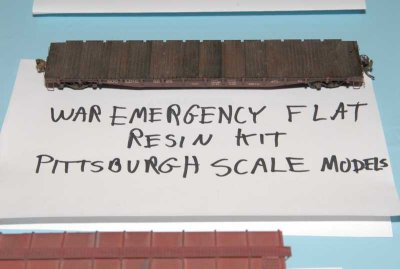 WAR EMERGENCY FLAT
RESIN KIT
PITTSBURGH SCALE MODELS